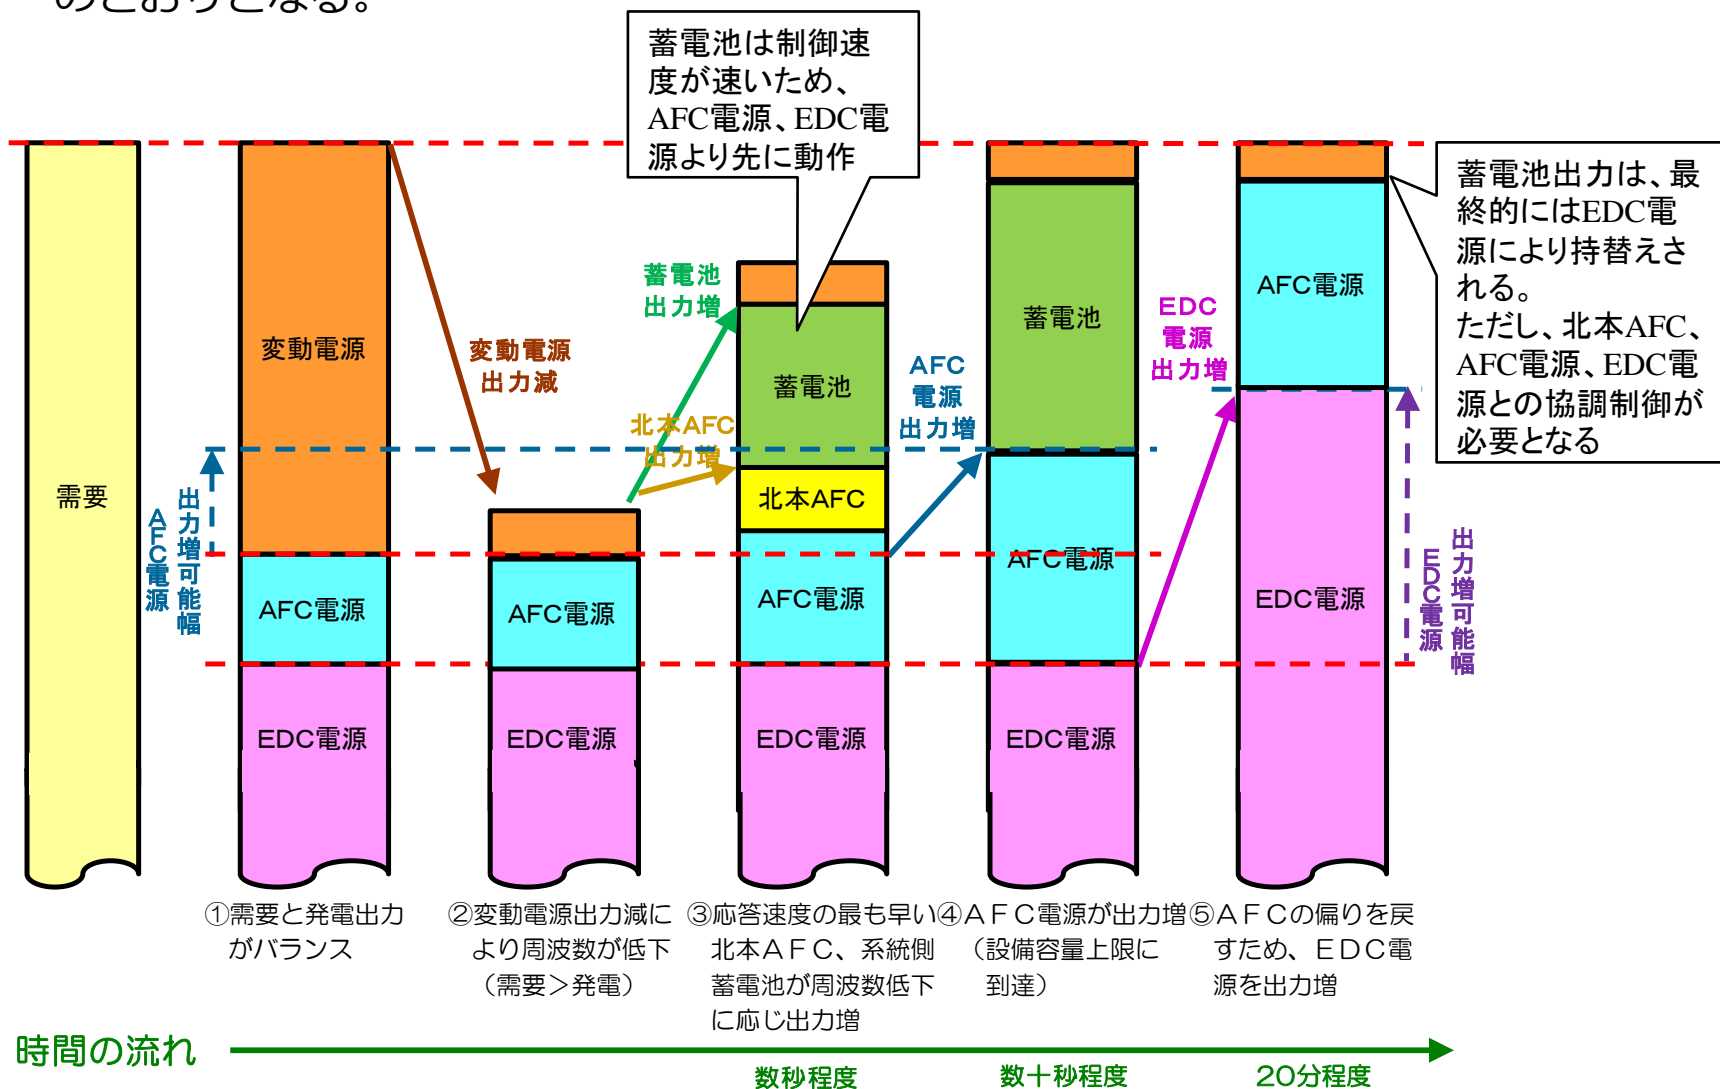 のとおりとなる。
蓄電池は制御速
度が速いため、
AFC電源、EDC電
源より先に動作
蓄電池出力は、最
終的にはEDC電
源により持替えさ
れる。
ただし、北本AFC、
AFC電源、EDC電
源との協調制御が
必要となる
需要
AFC電源
出力増可能幅
変動電源
AFC電源
EDC電源
変動電源
出力減
AFC電源
EDC電源
蓄電池
出力増
北本AFC
出力増
蓄電池
北本AFC
AFC電源
EDC電源
AFC
電源
出力増
蓄電池
AFC電源
EDC電源
EDC
電源
出力増
AFC電源
EDC電源
EDC電源
出力増可能幅
①需要と発電出力
がバランス
②変動電源出力減に
より周波数が低下
（需要＞発電）
③応答速度の最も早い
北本ＡＦＣ、系統側
蓄電池が周波数低下
に応じ出力増
④ＡＦＣ電源が出力増
（設備容量上限に
到達）
⑤ＡＦＣの偏りを戻
すため、ＥＤＣ電
源を出力増
時間の流れ
数秒程度
数十秒程度
20分程度